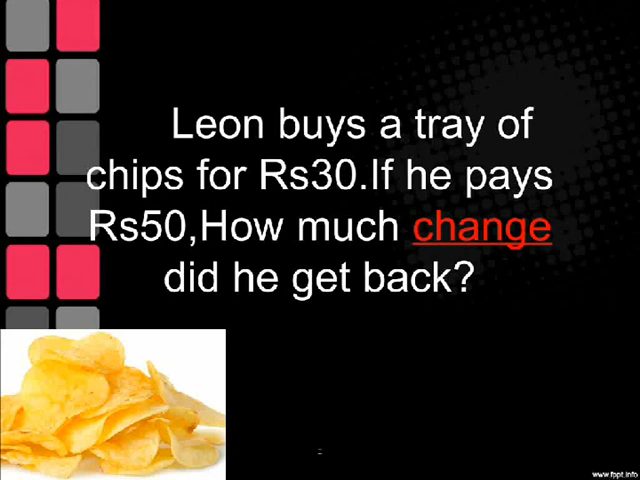 Leon buys a tray of
chips for Rs30.If he pays
Rs50,How much change
did he get back?
www.fppt.info